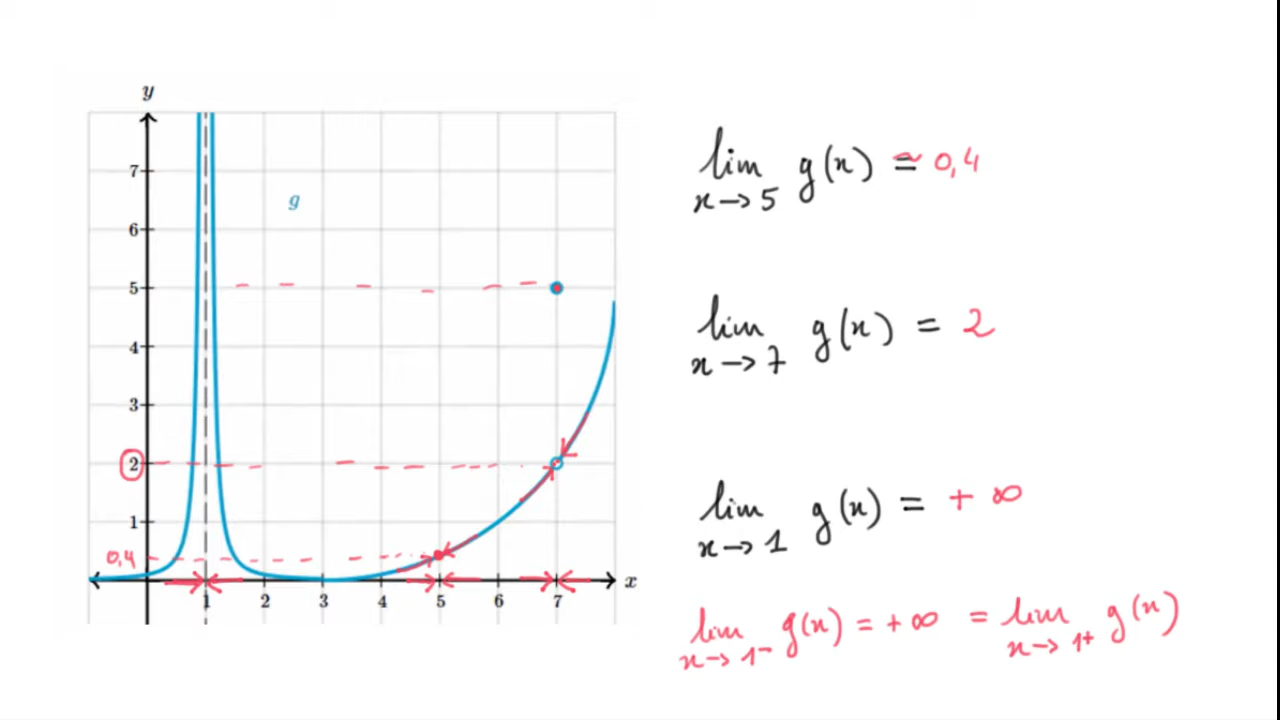 y
7
6
g
5
4
3
2
1
0,4
1 2 3 4 5 6 7 x
lim g(x) ≃ 0,4
x→5
lim g(x) = 2
x→7
lim g(x) = +∞
x→1
lim g(x) = +∞ = lim g(x)
x→1⁻ x→1⁺